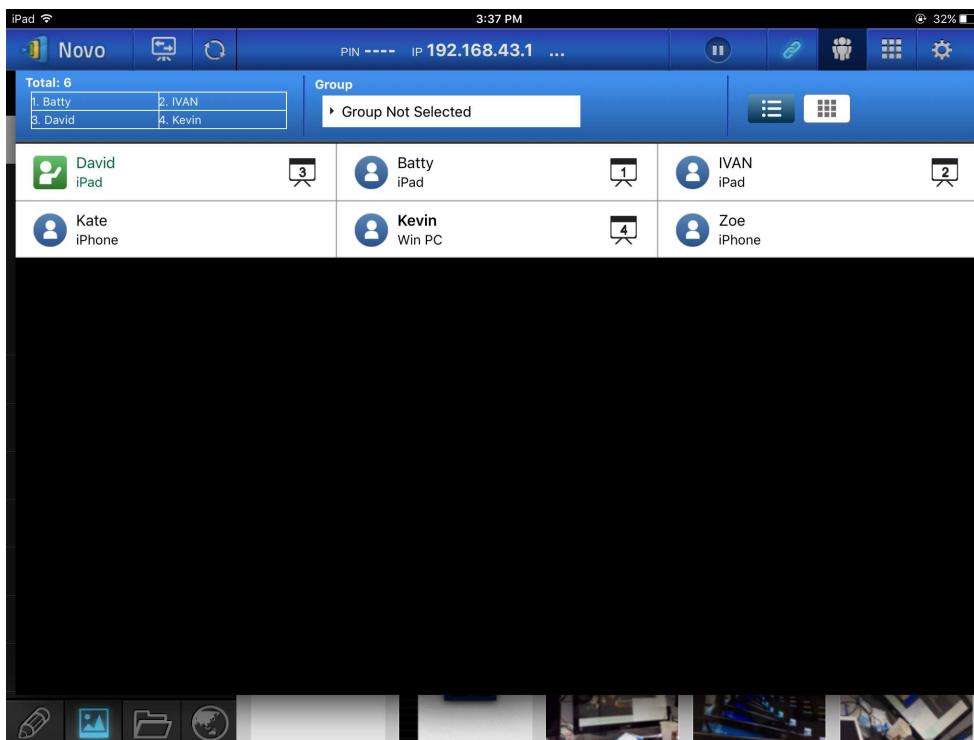 iPad 3:37 PM 32%
Novo PIN ---- IP 192.168.43.1 ...
Total: 6
1. Batty 2. IVAN
3. David 4. Kevin
Group
Group Not Selected
David
iPad
3
Batty
iPad
1
IVAN
iPad
2
Kate
iPhone
Kevin
Win PC
4
Zoe
iPhone